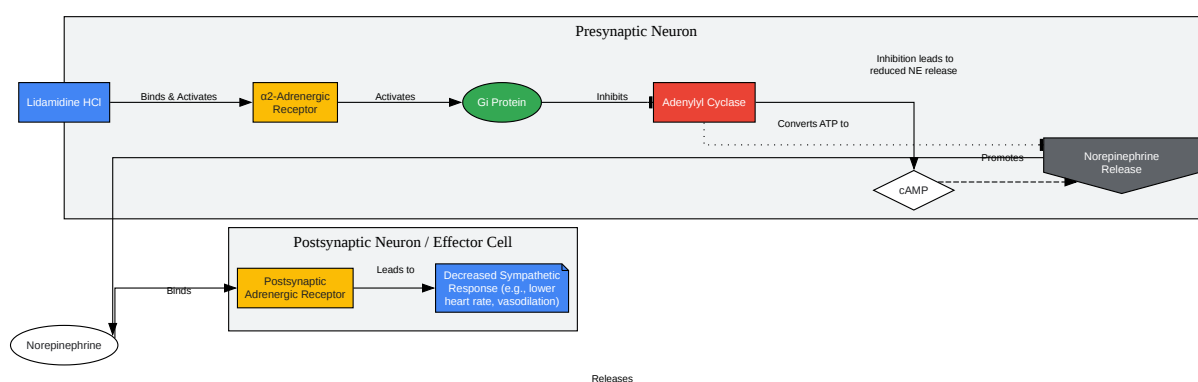 Presynaptic Neuron
Inhibition leads to
reduced NE release
Lidamidine HCl
Binds & Activates
α2-Adrenergic
Receptor
Activates
Gi Protein
Inhibits
Adenylyl Cyclase
Converts ATP to
Promotes
Norepinephrine
Release
cAMP
Postsynaptic Neuron / Effector Cell
Postsynaptic
Adrenergic Receptor
Leads to
Decreased Sympathetic
Response (e.g., lower
heart rate, vasodilation)
Binds
Norepinephrine
Releases